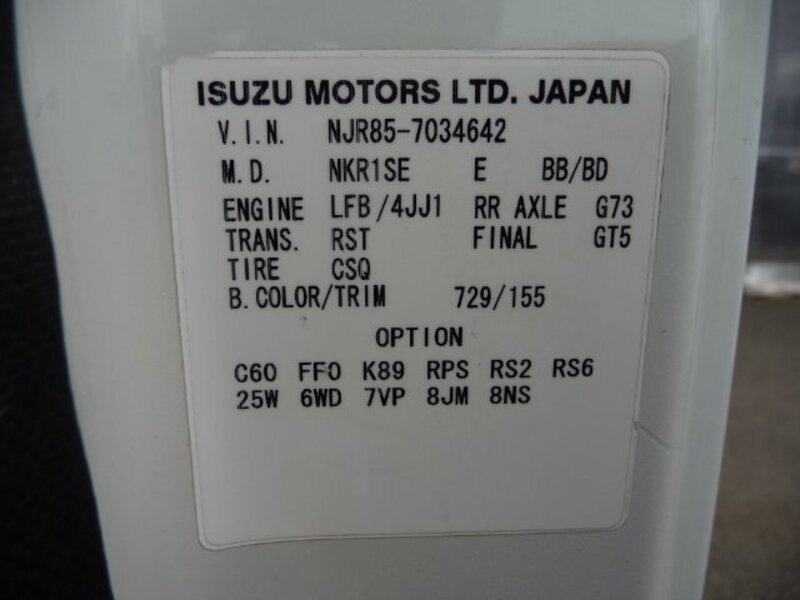 ISUZU MOTORS LTD. JAPAN
V.I.N. NJR85-7034642
M.D. NKR1SE E BB/BD
ENGINE LFB/4JJ1 RR AXLE G73
TRANS. RST FINAL GT5
TIRE CSQ
B.COLOR/TRIM 729/155
OPTION
C60 FF0 K89 RPS RS2 RS6
25W 6WD 7VP 8JM 8NS